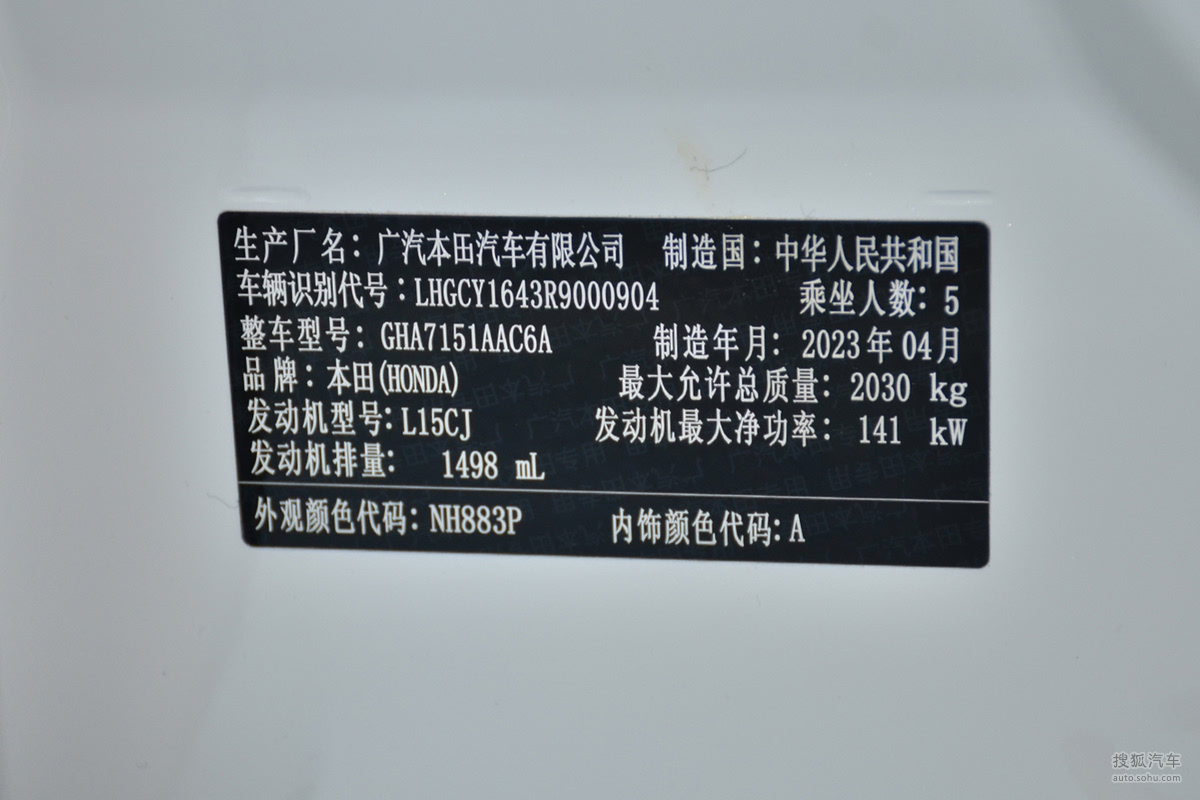 生产厂名：广汽本田汽车有限公司 制造国：中华人民共和国
车辆识别代号：LHGCY1643R9000904 乘坐人数：5
整车型号：GHA7151AAC6A 制造年月：2023年04月
品牌：本田(HONDA) 最大允许总质量：2030 kg
发动机型号：L15CJ 发动机最大净功率：141 kW
发动机排量：1498 mL
外观颜色代码：NH883P 内饰颜色代码：A
搜狐汽车
auto.sohu.com